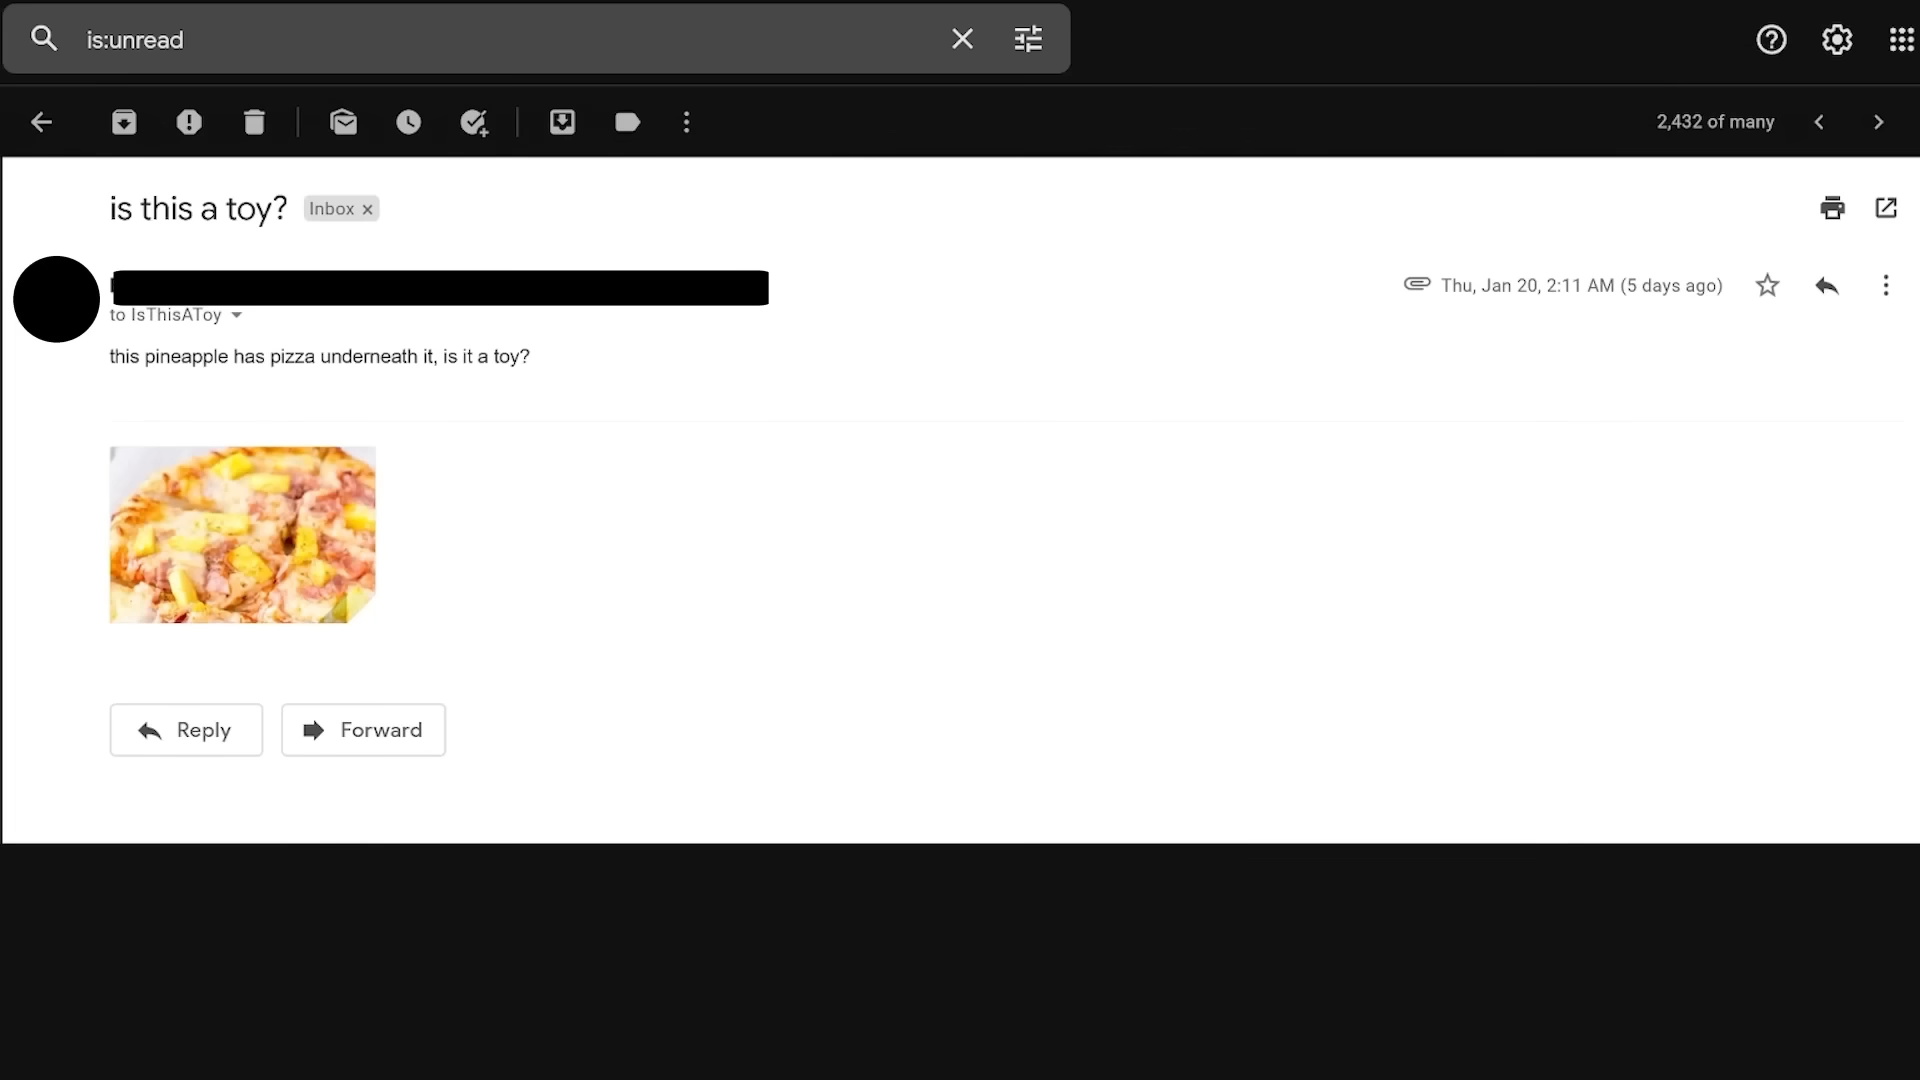 is:unread
2,432 of many
is this a toy? Inbox x
Thu, Jan 20, 2:11 AM (5 days ago)
to IsThisAToy
this pineapple has pizza underneath it, is it a toy?
Reply
Forward